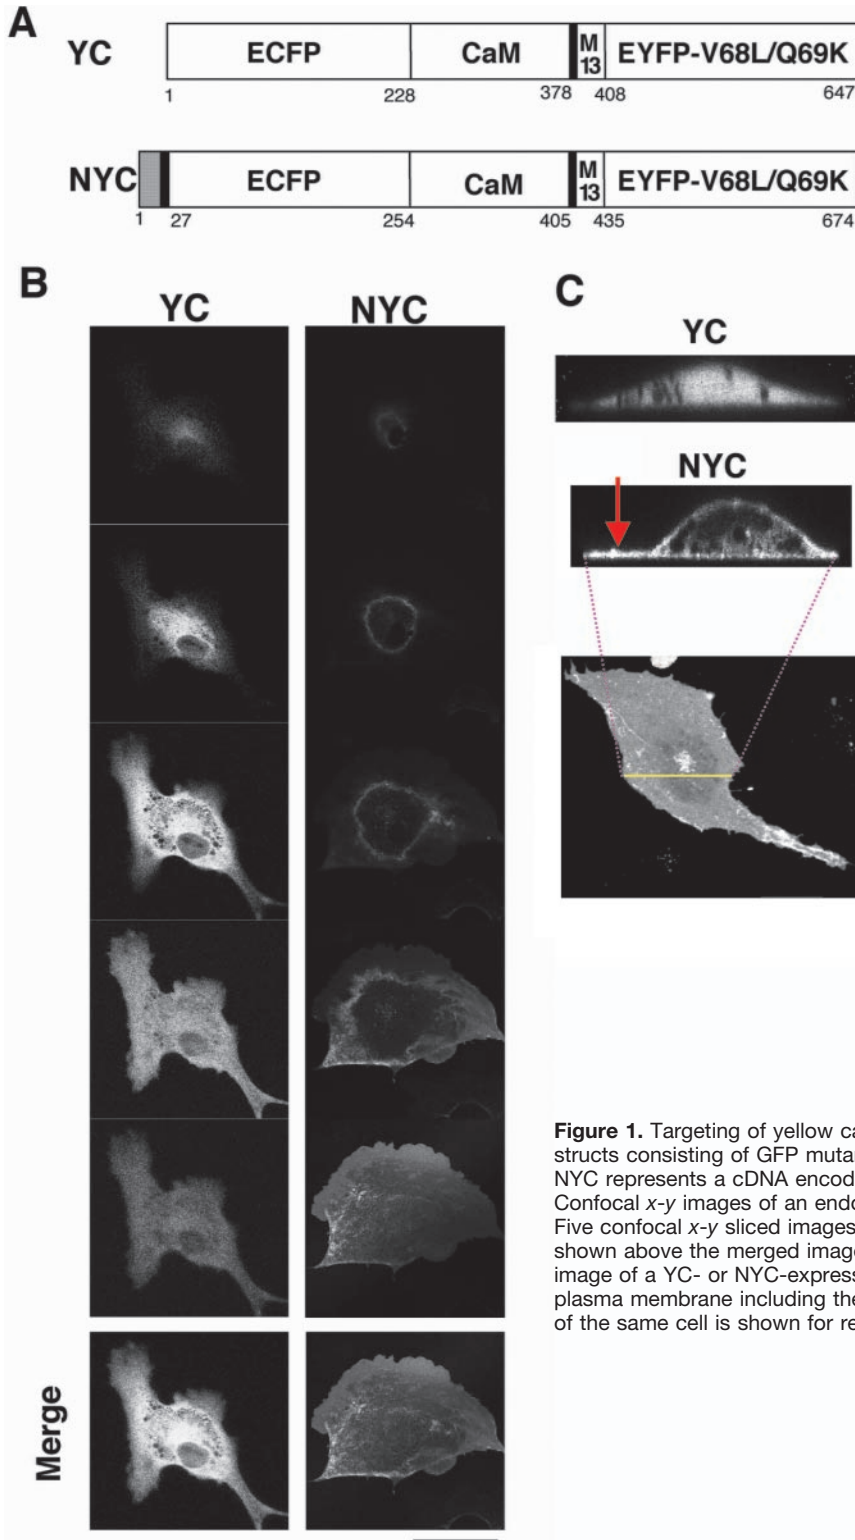 A
YC
ECFP
CaM
M
13
EYFP-V68L/Q69K
1
228
378
408
647
NYC
ECFP
CaM
M
13
EYFP-V68L/Q69K
1
27
254
405
435
674
B
YC
NYC
Merge
C
YC
NYC
Figure 1. Targeting of yellow ca
structs consisting of GFP mutar
NYC represents a cDNA encod
Confocal x-y images of an endo
Five confocal x-y sliced images
shown above the merged image
image of a YC- or NYC-express
plasma membrane including the
of the same cell is shown for re